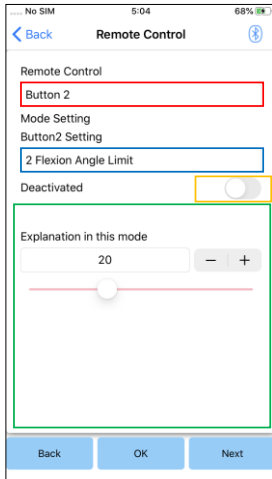 .... No SIM 5:04 68%
Back Remote Control
Remote Control
Button 2
Mode Setting
Button2 Setting
2 Flexion Angle Limit
Deactivated
Explanation in this mode
20 − +
Back OK Next